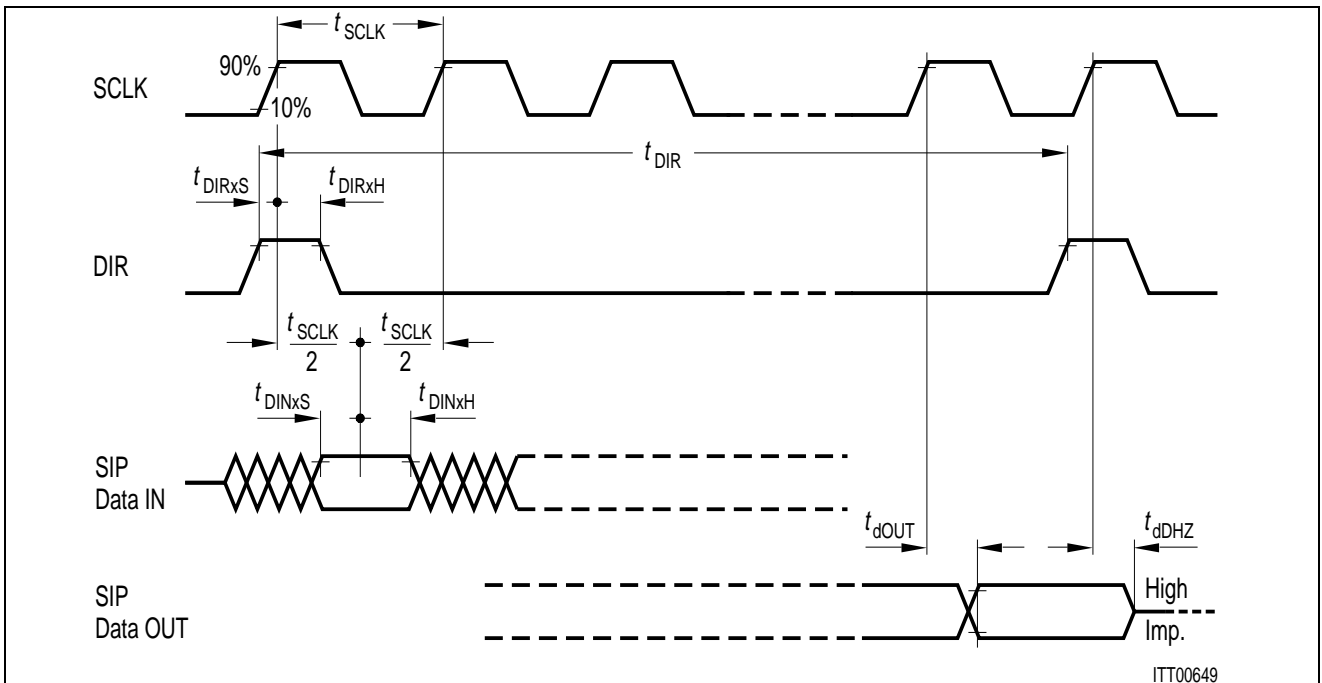 t SCLK
90%
SCLK
10%
t DIR
t DIRxS
t DIRxH
DIR
t SCLK
2
t SCLK
2
t DINxS
t DINxH
SIP
Data IN
t dOUT
t dDHZ
SIP
Data OUT
High
Imp.
ITT00649